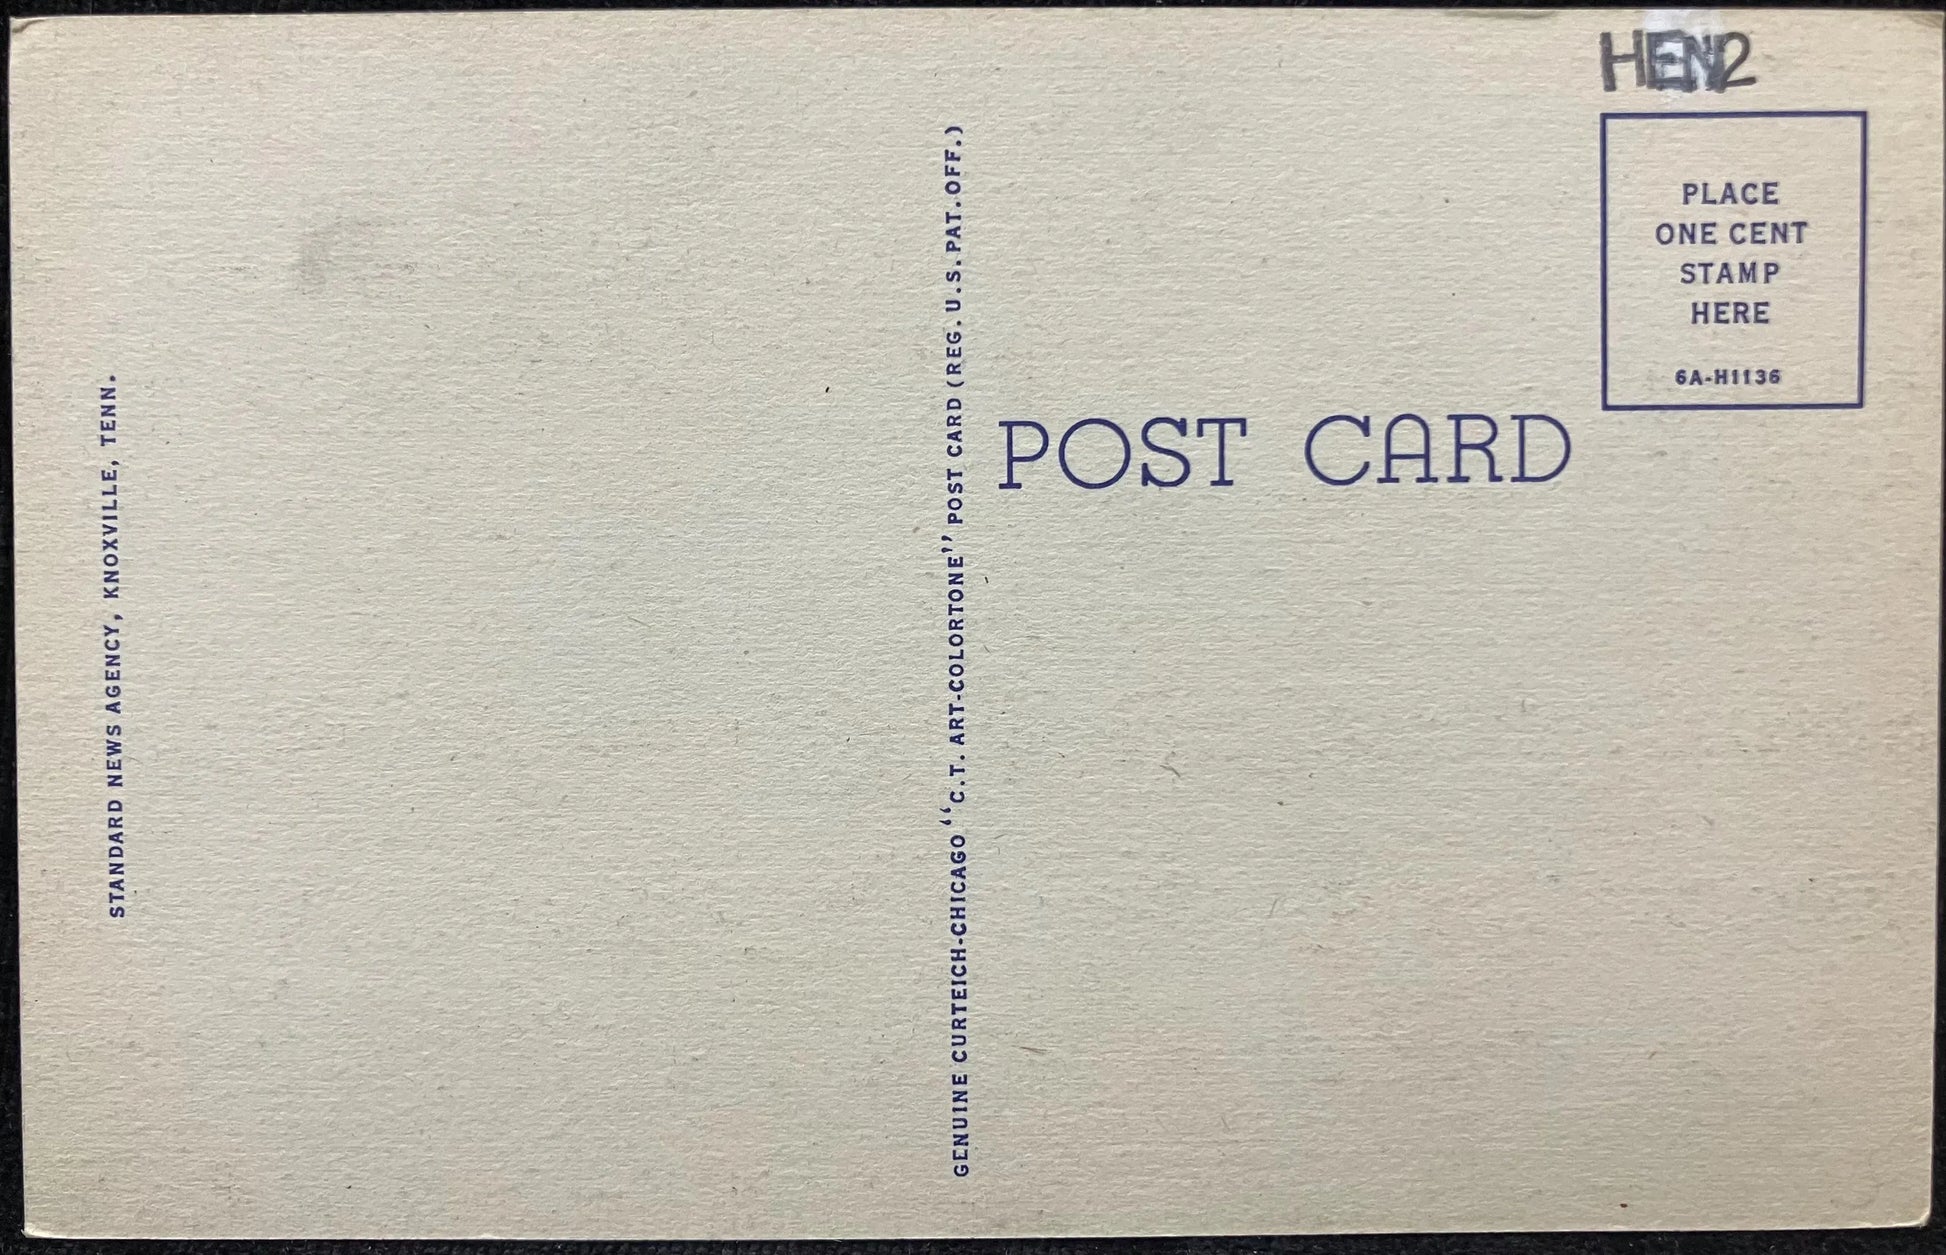 HEN2
PLACE
ONE CENT
STAMP
HERE
6A-H1136
POST CARD
STANDARD NEWS AGENCY, KNOXVILLE, TENN.
GENUINE CURTEICH-CHICAGO "C.T. ART-COLORTONE" POST CARD (REG. U.S. PAT. OFF.)